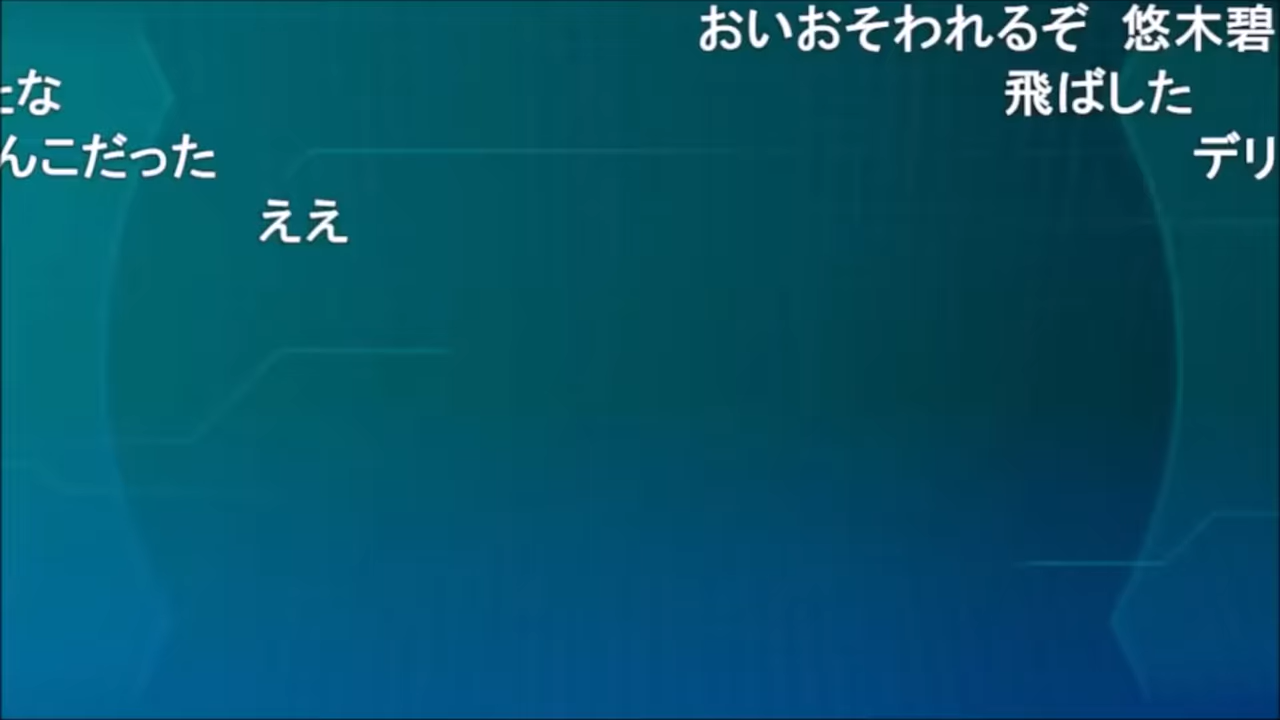 おいおそわれるぞ　悠木碧
たな
飛ばした
んこだった
デリ
ええ